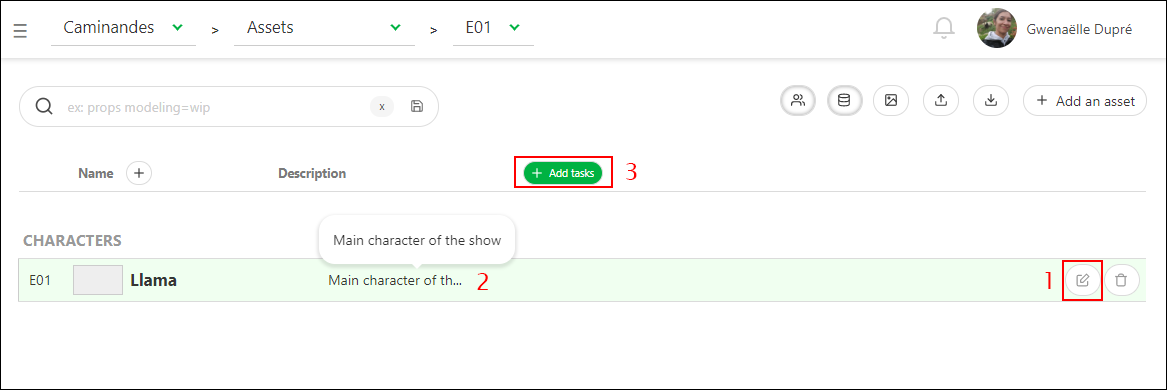 Caminandes > Assets > E01 Gwenaëlle Dupré
ex: props modeling=wip x + Add an asset
Name + Description + Add tasks 3
CHARACTERS
Main character of the show
E01 Llama Main character of th... 2 1